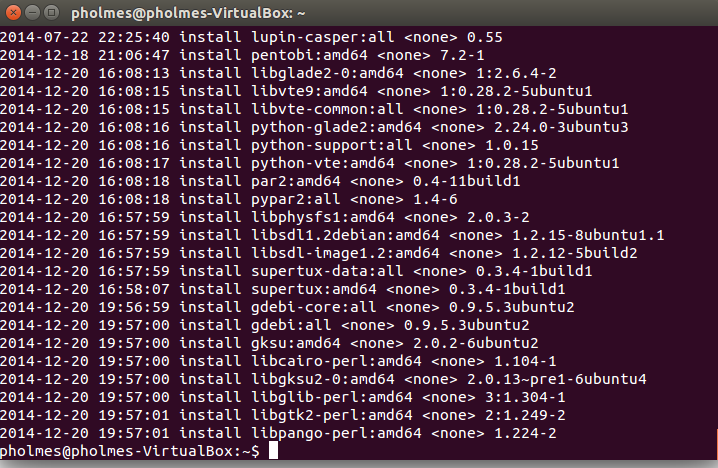 pholmes@pholmes-VirtualBox: ~
2014-07-22 22:25:40 install lupin-casper:all <none> 0.55
2014-12-18 21:06:47 install pentobi:amd64 <none> 7.2-1
2014-12-20 16:08:13 install libglade2-0:amd64 <none> 1:2.6.4-2
2014-12-20 16:08:15 install libvte9:amd64 <none> 1:0.28.2-5ubuntu1
2014-12-20 16:08:15 install libvte-common:all <none> 1:0.28.2-5ubuntu1
2014-12-20 16:08:16 install python-glade2:amd64 <none> 2.24.0-3ubuntu3
2014-12-20 16:08:16 install python-support:all <none> 1.0.15
2014-12-20 16:08:17 install python-vte:amd64 <none> 1:0.28.2-5ubuntu1
2014-12-20 16:08:18 install par2:amd64 <none> 0.4-11build1
2014-12-20 16:08:18 install pypar2:all <none> 1.4-6
2014-12-20 16:57:59 install libphysfs1:amd64 <none> 2.0.3-2
2014-12-20 16:57:59 install libsdl1.2debian:amd64 <none> 1.2.15-8ubuntu1.1
2014-12-20 16:57:59 install libsdl-image1.2:amd64 <none> 1.2.12-5build2
2014-12-20 16:57:59 install supertux-data:all <none> 0.3.4-1build1
2014-12-20 16:58:07 install supertux:amd64 <none> 0.3.4-1build1
2014-12-20 19:56:59 install gdebi-core:all <none> 0.9.5.3ubuntu2
2014-12-20 19:57:00 install gdebi:all <none> 0.9.5.3ubuntu2
2014-12-20 19:57:00 install gksu:amd64 <none> 2.0.2-6ubuntu2
2014-12-20 19:57:00 install libcairo-perl:amd64 <none> 1.104-1
2014-12-20 19:57:00 install libgksu2-0:amd64 <none> 2.0.13~pre1-6ubuntu4
2014-12-20 19:57:00 install libglib-perl:amd64 <none> 3:1.304-1
2014-12-20 19:57:01 install libgtk2-perl:amd64 <none> 2:1.249-2
2014-12-20 19:57:01 install libpango-perl:amd64 <none> 1.224-2
pholmes@pholmes-VirtualBox:~$